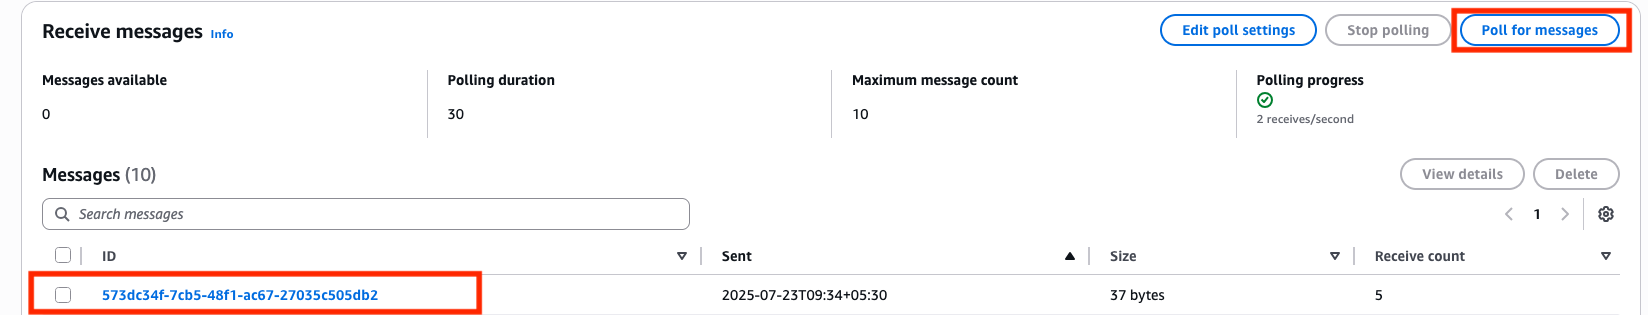 Receive messages Info
Edit poll settings
Stop polling
Poll for messages
Messages available
0
Polling duration
30
Maximum message count
10
Polling progress
2 receives/second
Messages (10)
View details
Delete
Search messages
1
ID
Sent
Size
Receive count
573dc34f-7cb5-48f1-ac67-27035c505db2
2025-07-23T09:34+05:30
37 bytes
5